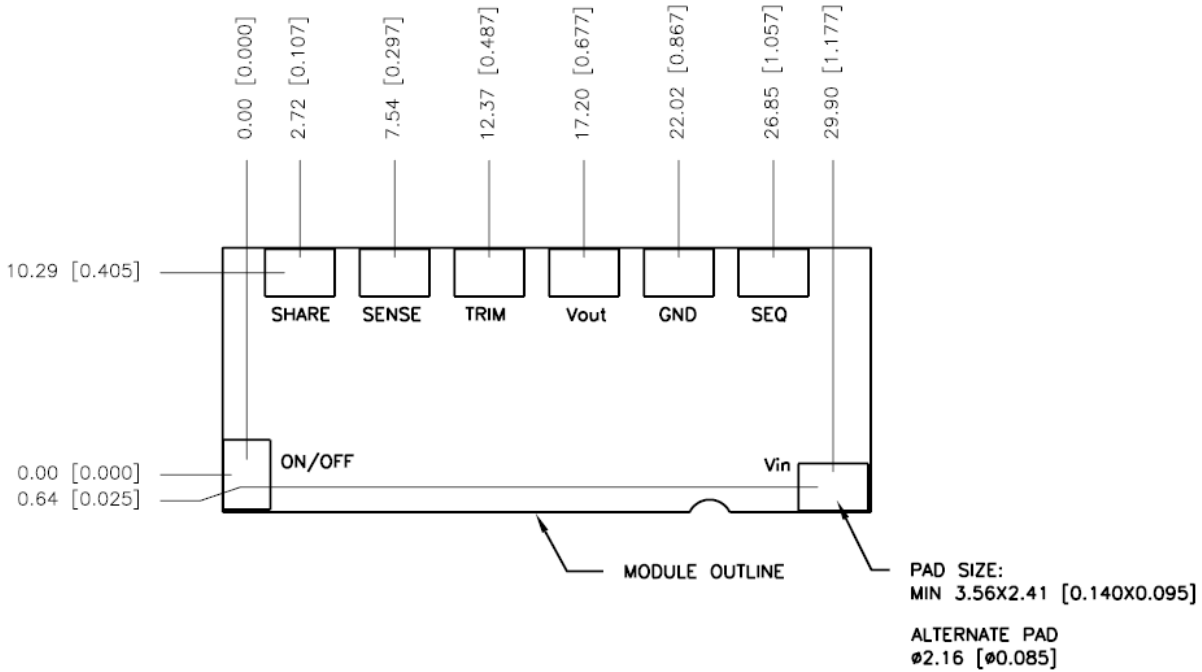 0.00 [0.000]
2.72 [0.107]
7.54 [0.297]
12.37 [0.487]
17.20 [0.677]
22.02 [0.867]
26.85 [1.057]
29.90 [1.177]
10.29 [0.405]
SHARE
SENSE
TRIM
Vout
GND
SEQ
0.00 [0.000]
0.64 [0.025]
ON/OFF
Vin
MODULE OUTLINE
PAD SIZE:
MIN 3.56X2.41 [0.140X0.095]
ALTERNATE PAD
ø2.16 [ø0.085]